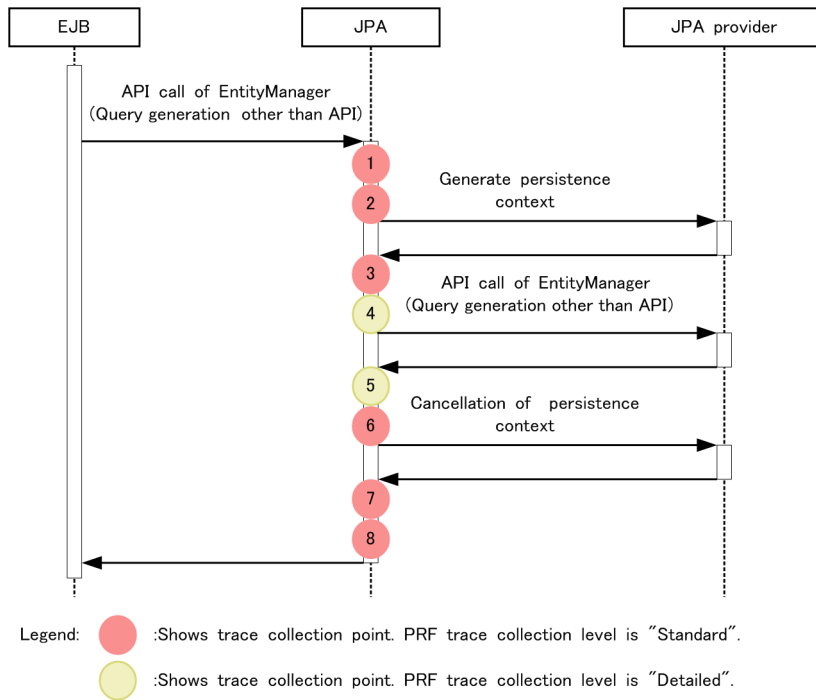 EJB
JPA
JPA provider
API call of EntityManager
(Query generation other than API)
1
2
Generate persistence
context
3
API call of EntityManager
(Query generation other than API)
4
5
Cancellation of persistence
context
6
7
8
Legend:
:Shows trace collection point. PRF trace collection level is "Standard".
:Shows trace collection point. PRF trace collection level is "Detailed".